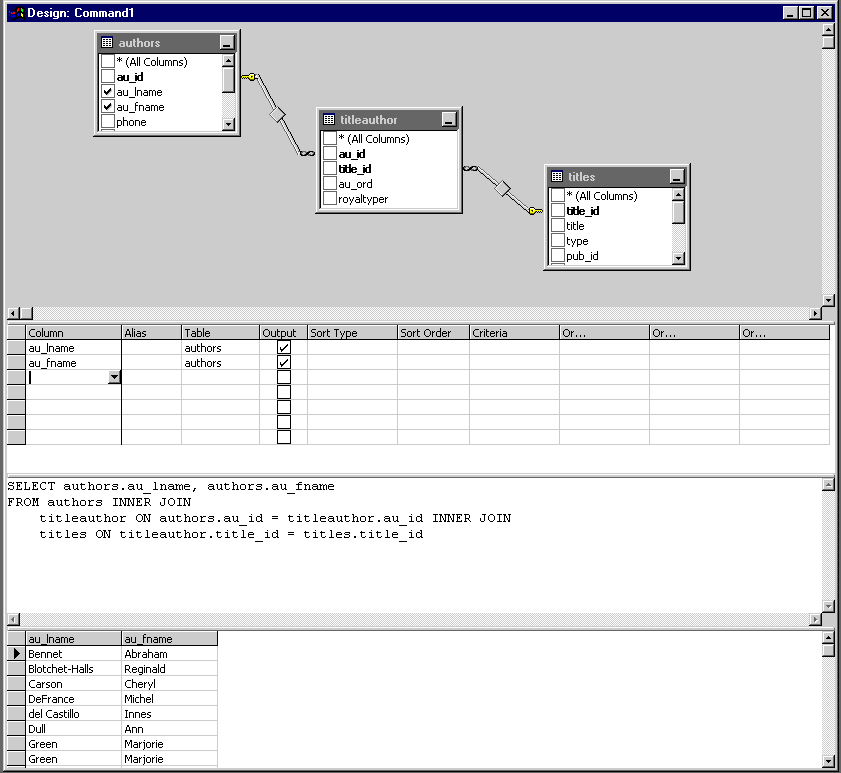 Design: Command1
authors
* (All Columns)
au_id
au_lname
au_fname
phone
titleauthor
* (All Columns)
au_id
title_id
au_ord
royaltyper
titles
* (All Columns)
title_id
title
type
pub_id
Column Alias Table Output Sort Type Sort Order Criteria Or... Or... Or...
au_lname authors
au_fname authors
SELECT authors.au_lname, authors.au_fname
FROM authors INNER JOIN
titleauthor ON authors.au_id = titleauthor.au_id INNER JOIN
titles ON titleauthor.title_id = titles.title_id
au_lname au_fname
Bennet Abraham
Blotchet-Halls Reginald
Carson Cheryl
DeFrance Michel
del Castillo Innes
Dull Ann
Green Marjorie
Green Marjorie